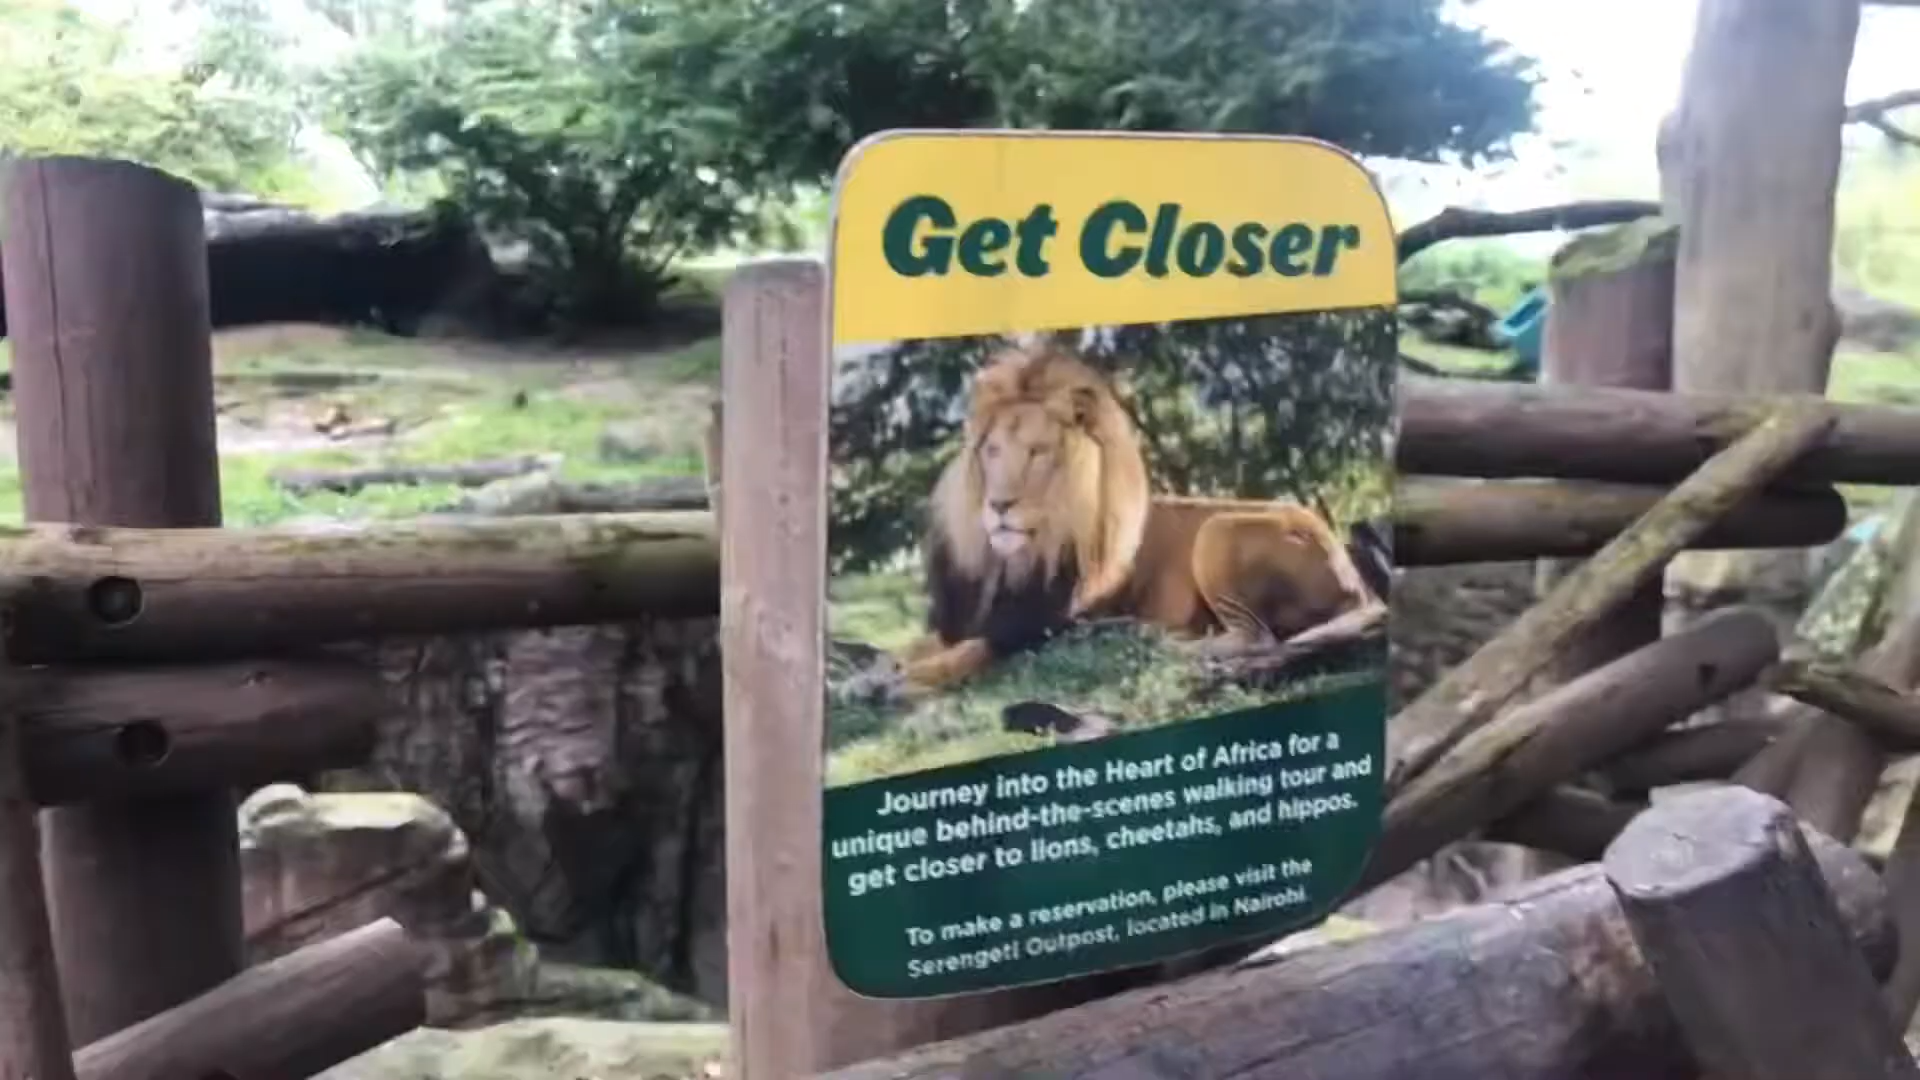 Get Closer
Journey into the Heart of Africa for a
unique behind-the-scenes walking tour and
get closer to lions, cheetahs, and hippos.
To make a reservation, please visit the
Serengeti Outpost, located in Nairobi.